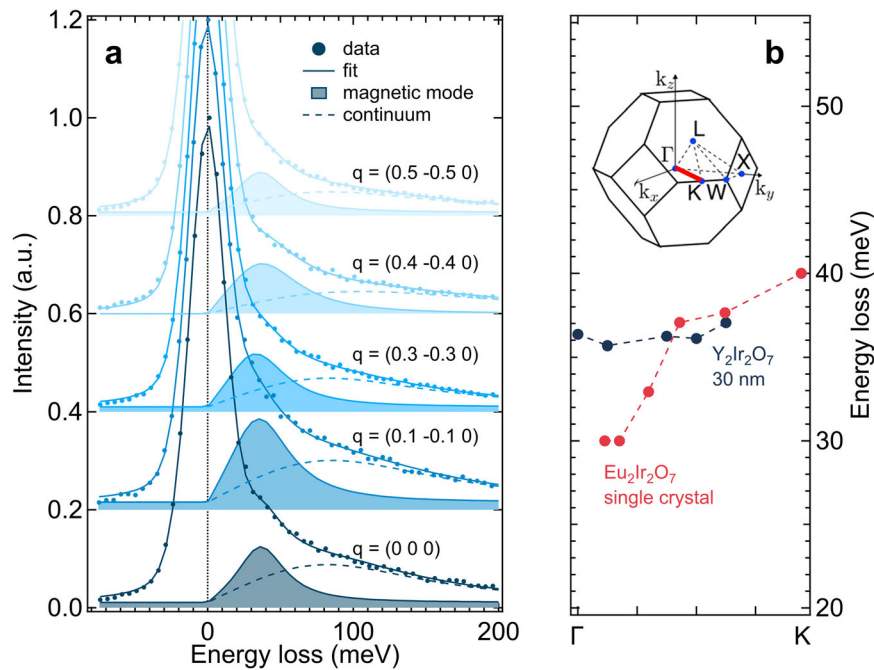 a
data
fit
magnetic mode
continuum
q = (0.5 -0.5 0)
q = (0.4 -0.4 0)
q = (0.3 -0.3 0)
q = (0.1 -0.1 0)
q = (0 0 0)
1.2
1.0
0.8
0.6
0.4
0.2
0.0
Intensity (a.u.)
0
100
200
Energy loss (meV)
b
k_z
L
Γ
X
k_x
K
W
k_y
Y₂Ir₂O₇
30 nm
Eu₂Ir₂O₇
single crystal
50
40
30
20
Energy loss (meV)
Γ
K